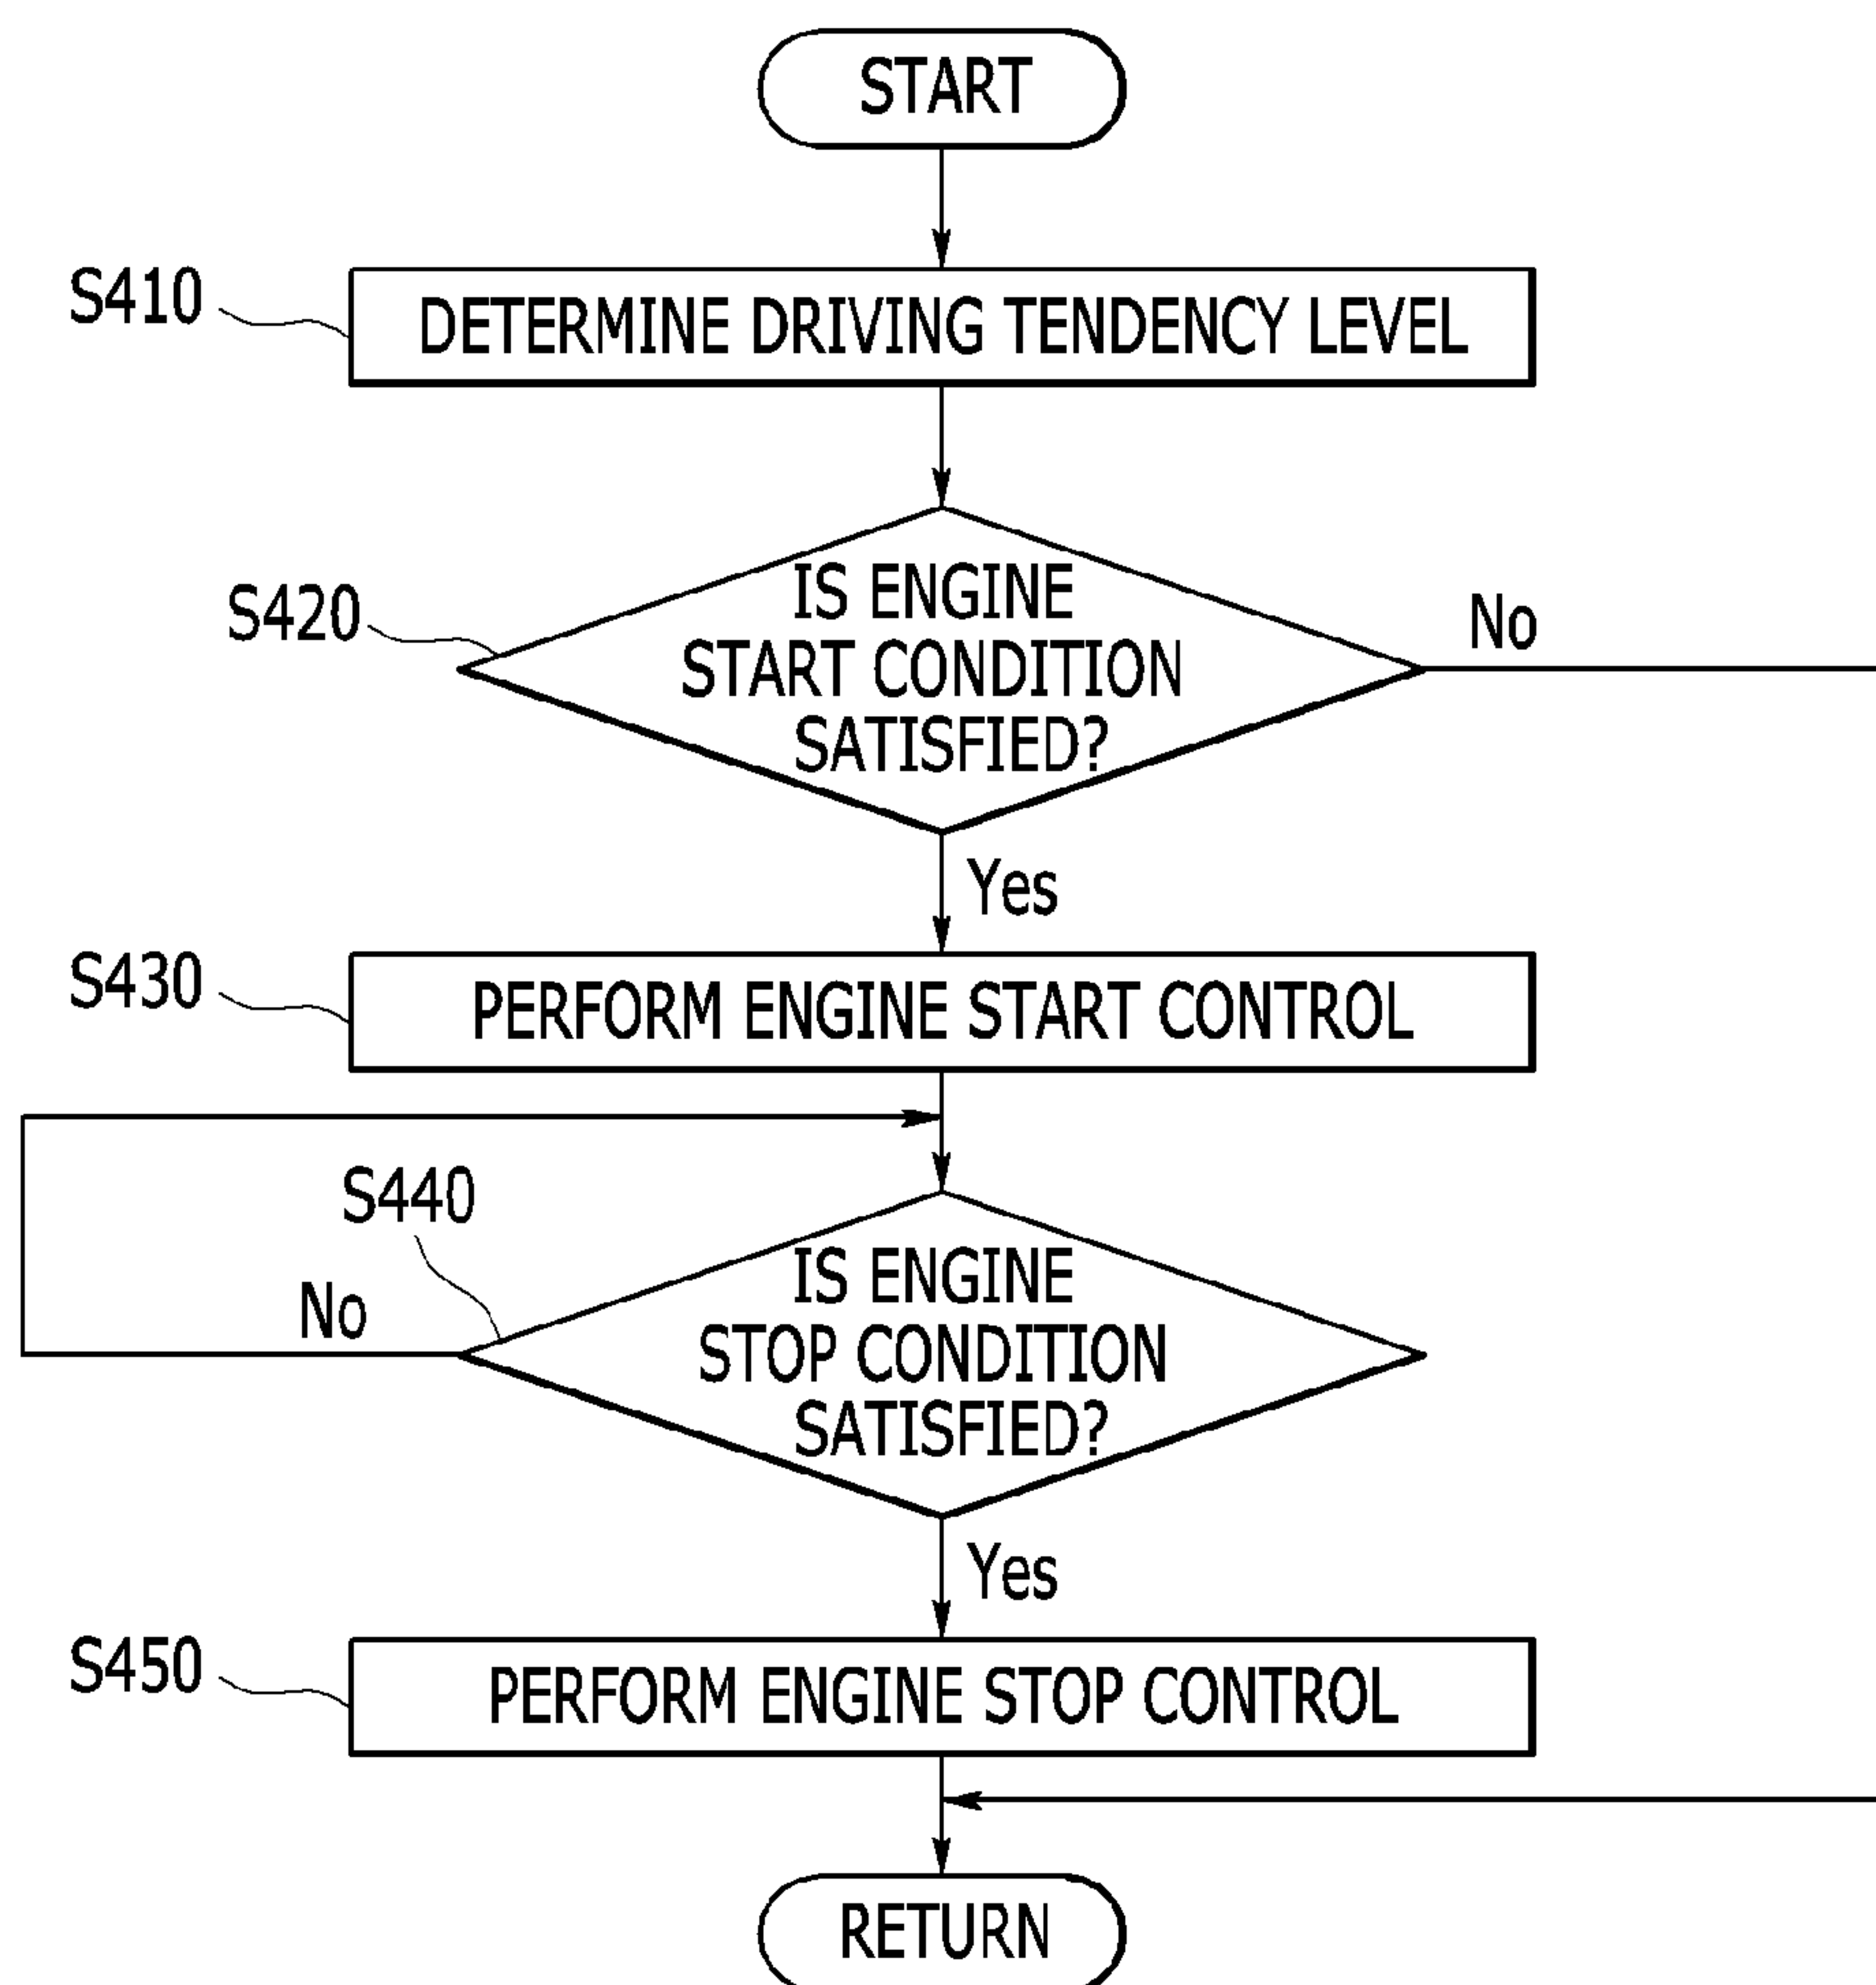 START
S410
DETERMINE DRIVING TENDENCY LEVEL
S420
IS ENGINE
START CONDITION
SATISFIED?
No
Yes
S430
PERFORM ENGINE START CONTROL
S440
No
IS ENGINE
STOP CONDITION
SATISFIED?
Yes
S450
PERFORM ENGINE STOP CONTROL
RETURN